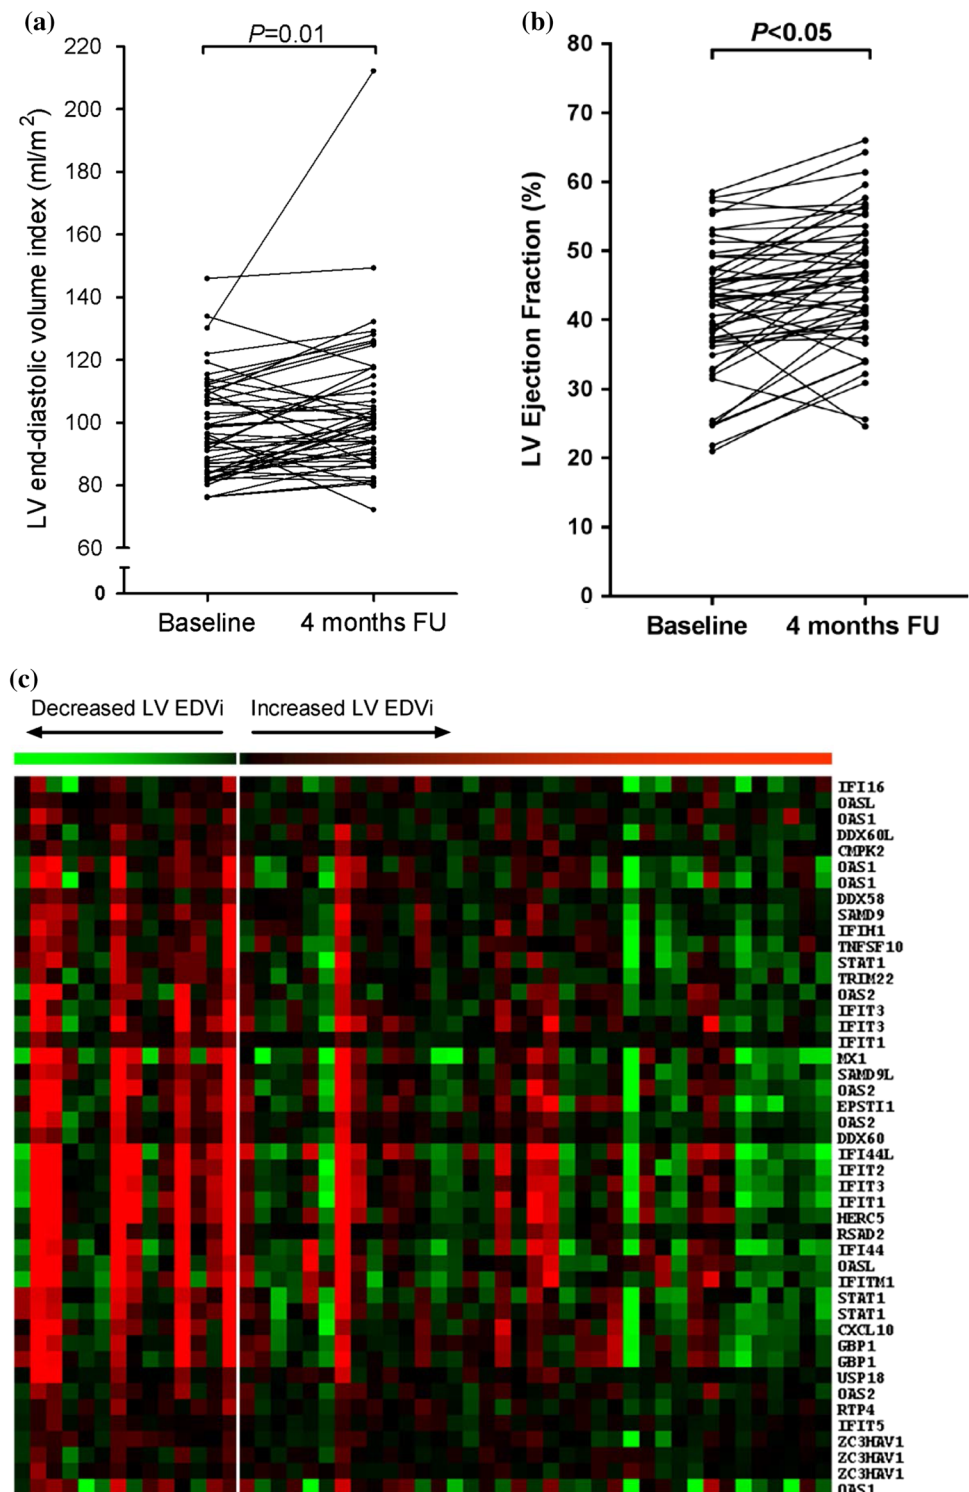 (a)
P=0.01
LV end-diastolic volume index (ml/m²)
220
200
180
160
140
120
100
80
60
0
Baseline
4 months FU
(b)
P<0.05
LV Ejection Fraction (%)
80
70
60
50
40
30
20
10
0
Baseline
4 months FU
(c)
Decreased LV EDVi
Increased LV EDVi
IFI16
OASL
OAS1
DDX60L
CMPK2
OAS1
OAS1
DDX58
SAMD9
IFIH1
TNFSF10
STAT1
TRIM22
OAS2
IFIT3
IFIT3
IFIT1
MX1
SAMD9L
OAS2
EPSTI1
OAS2
DDX60
IFI44L
IFIT2
IFIT3
IFIT1
HERC5
RSAD2
IFI44
OASL
IFITM1
STAT1
STAT1
CXCL10
GBP1
GBP1
USP18
OAS2
RTP4
IFIT5
ZC3HAV1
ZC3HAV1
ZC3HAV1
OAS1